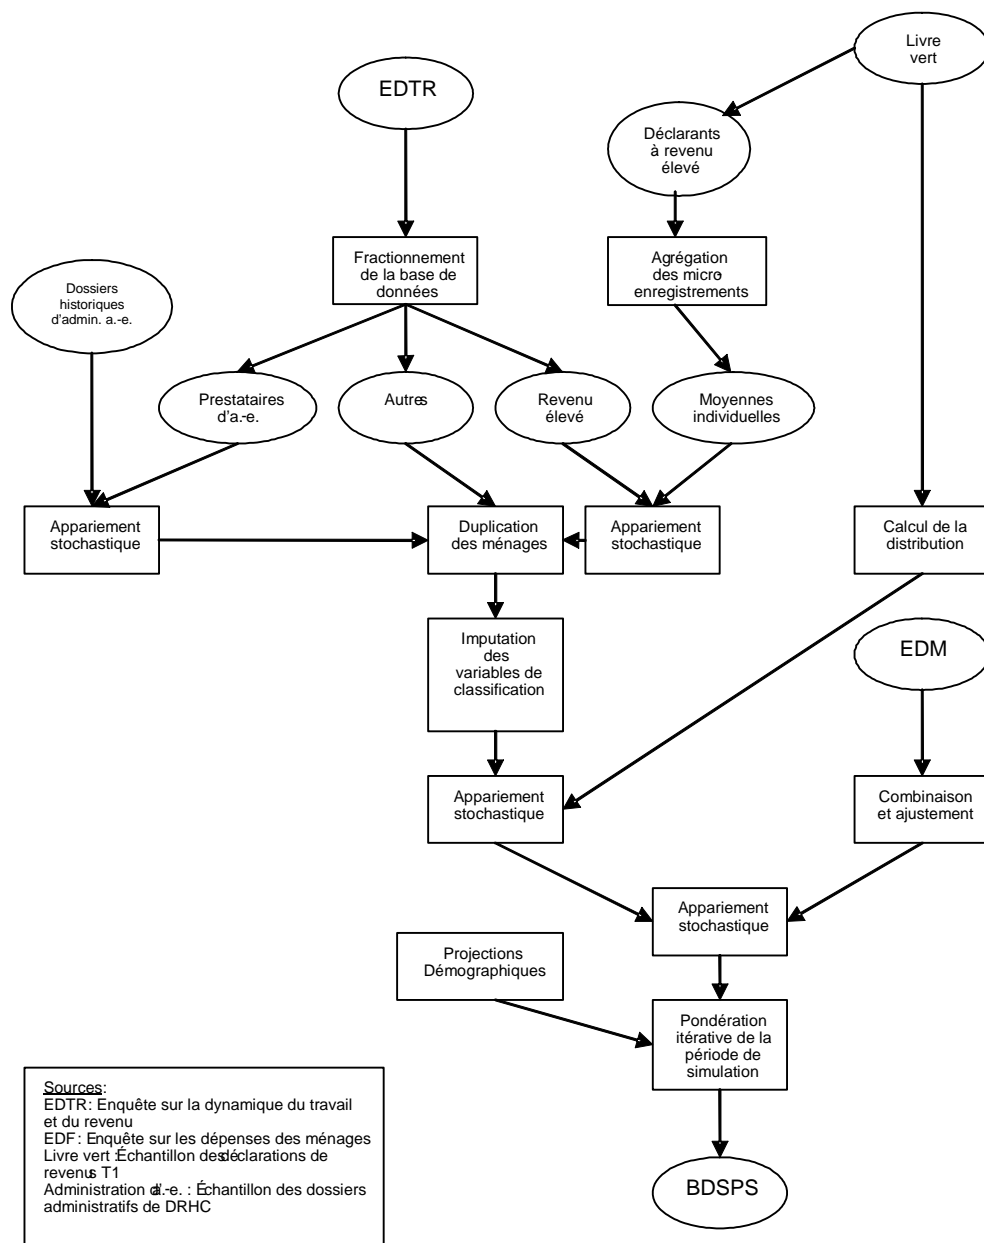 Livre
vert
EDTR
Déclarants
à revenu
élevé
Fractionnement
de la base de
données
Agrégation
des micro-
enregistrements
Dossiers
historiques
d'admin. a.-e.
Prestataires
d'a.-e.
Autres
Revenu
élevé
Moyennes
individuelles
Appariement
stochastique
Duplication
des ménages
Appariement
stochastique
Calcul de la
distribution
Imputation
des
variables de
classification
EDM
Appariement
stochastique
Combinaison
et ajustement
Appariement
stochastique
Projections
Démographiques
Pondération
itérative de la
période de
simulation
Sources:
EDTR: Enquête sur la dynamique du travail
et du revenu
EDF: Enquête sur les dépenses des ménages
Livre vert : Échantillon des déclarations de
revenus T1
Administration d'a.-e. : Échantillon des dossiers
administratifs de DRHC
BDSPS